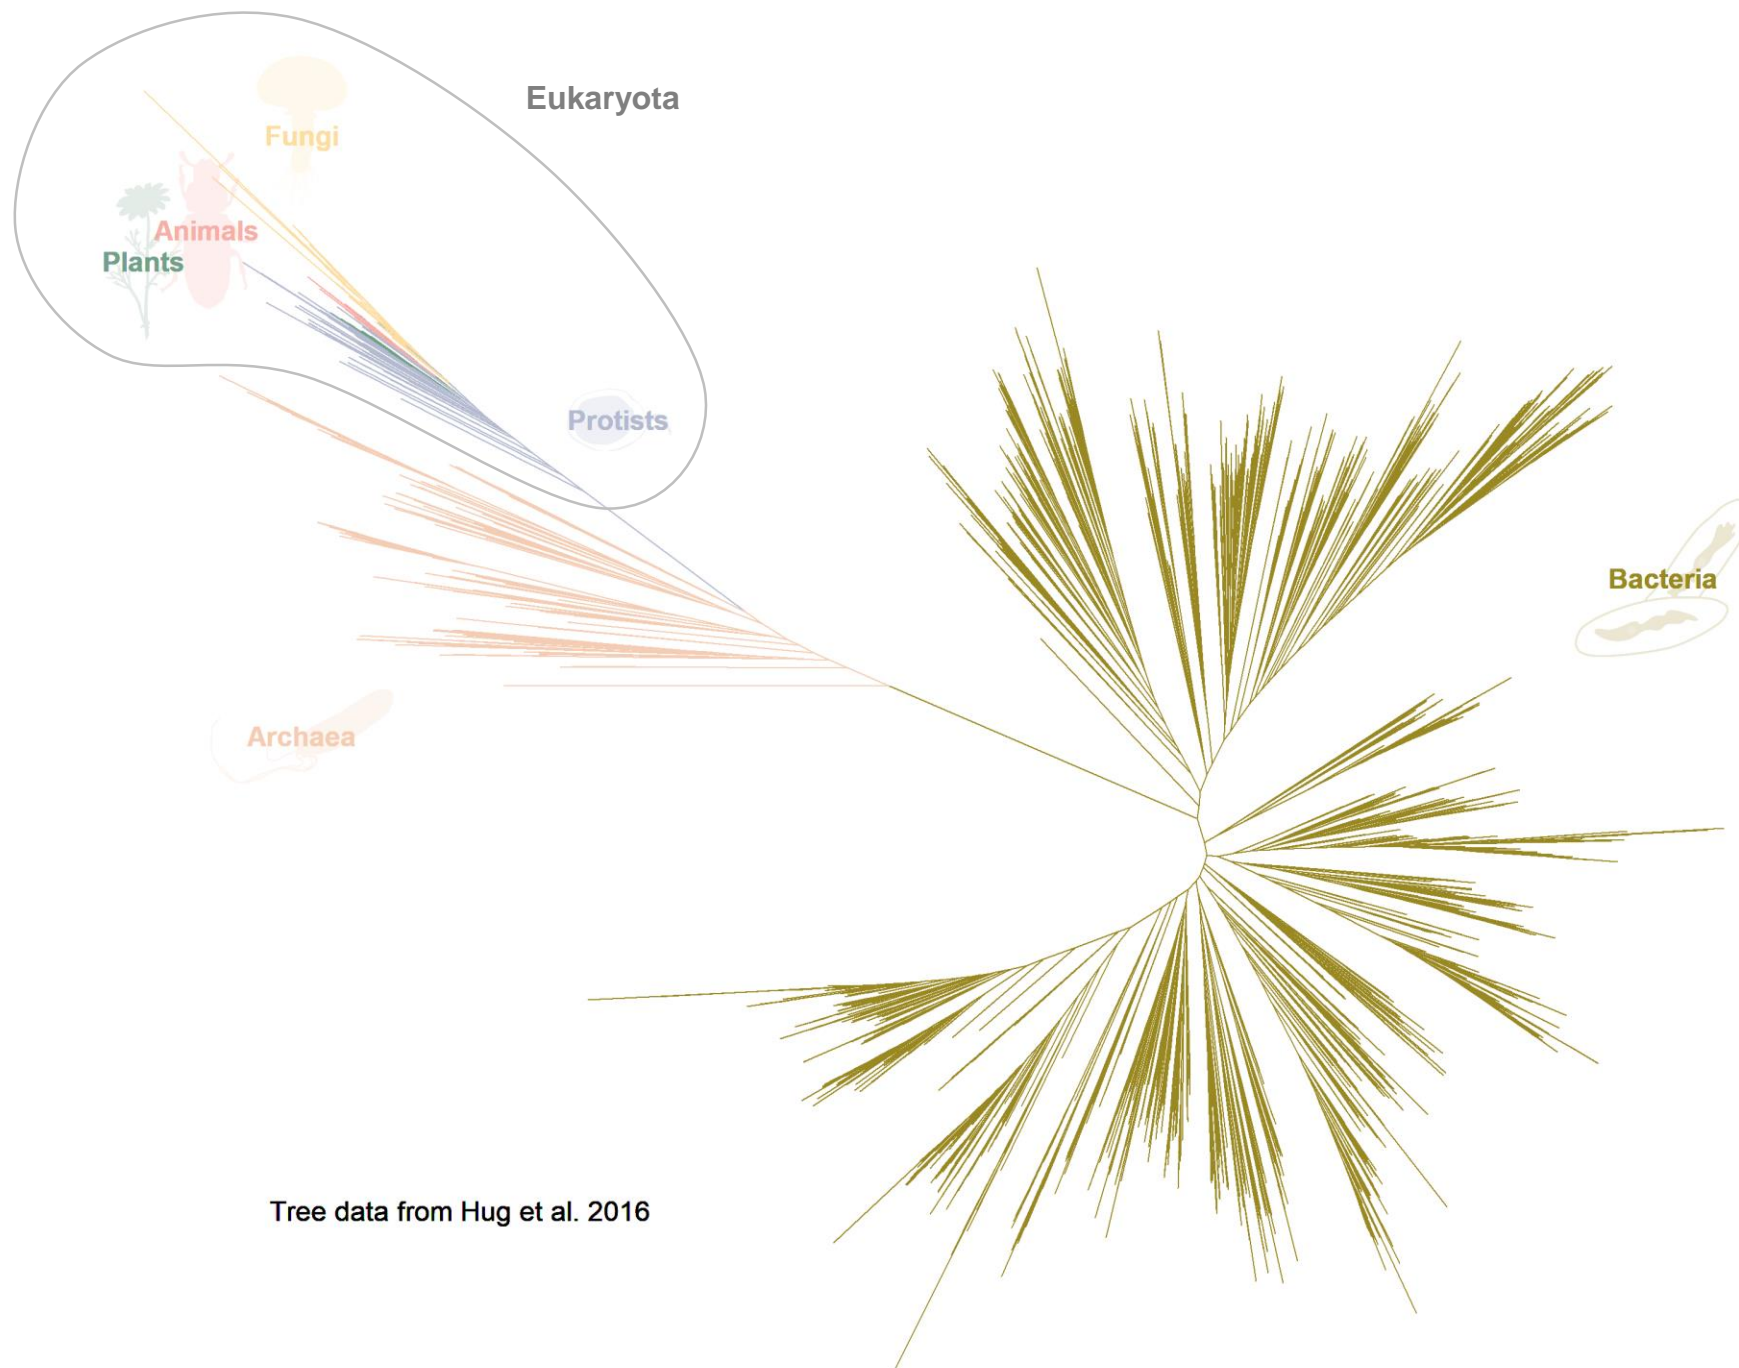 Eukaryota
Fungi
Animals
Plants
Protists
Bacteria
Archaea
Tree data from Hug et al. 2016